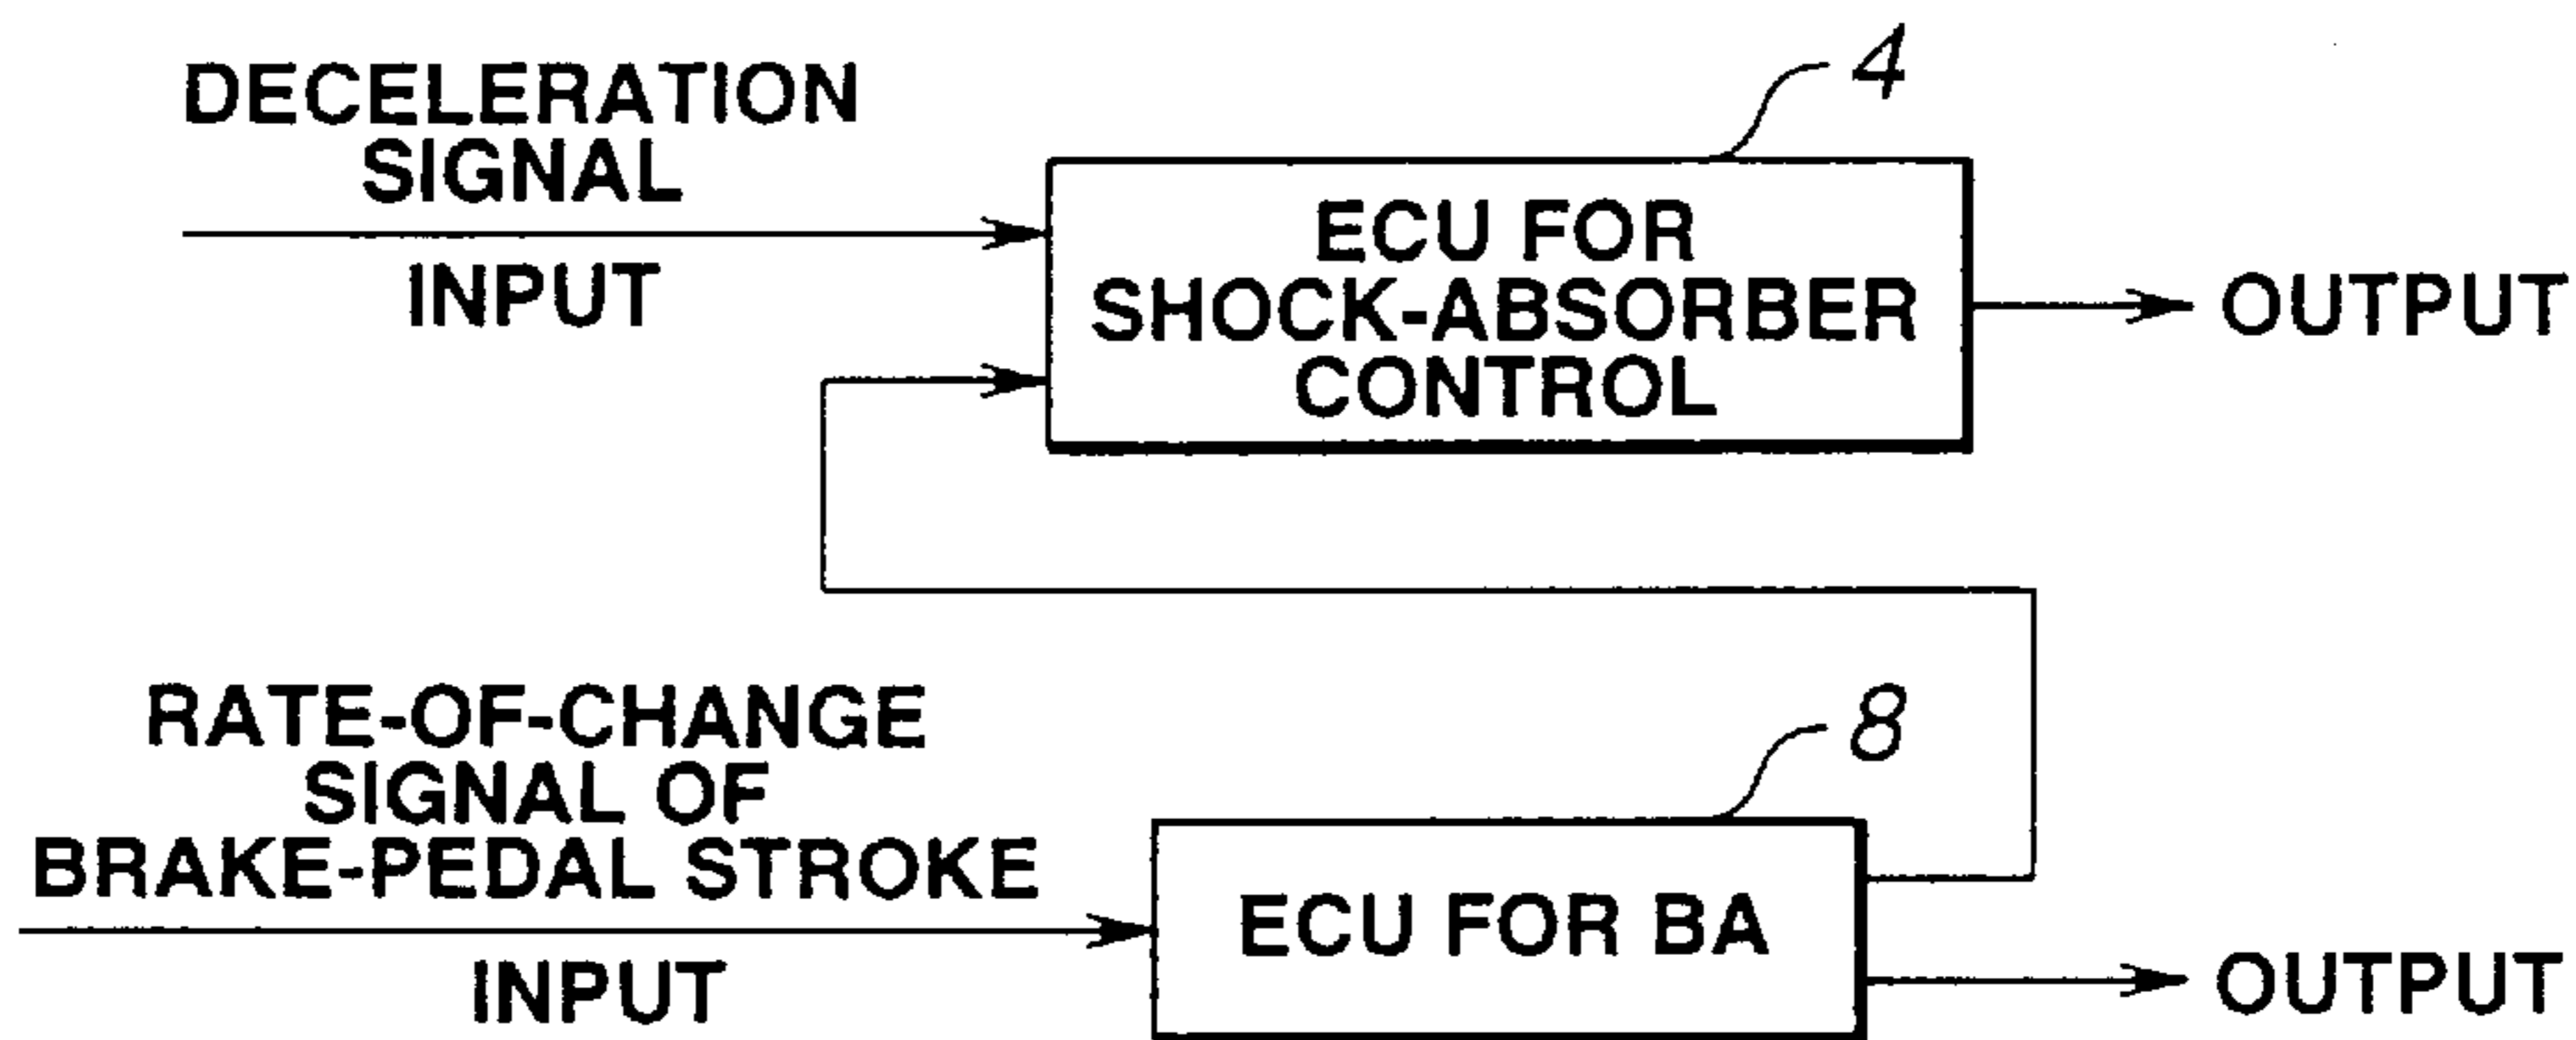 DECELERATION
SIGNAL
INPUT
4
ECU FOR
SHOCK-ABSORBER
CONTROL
OUTPUT
RATE-OF-CHANGE
SIGNAL OF
BRAKE-PEDAL STROKE
INPUT
8
ECU FOR BA
OUTPUT